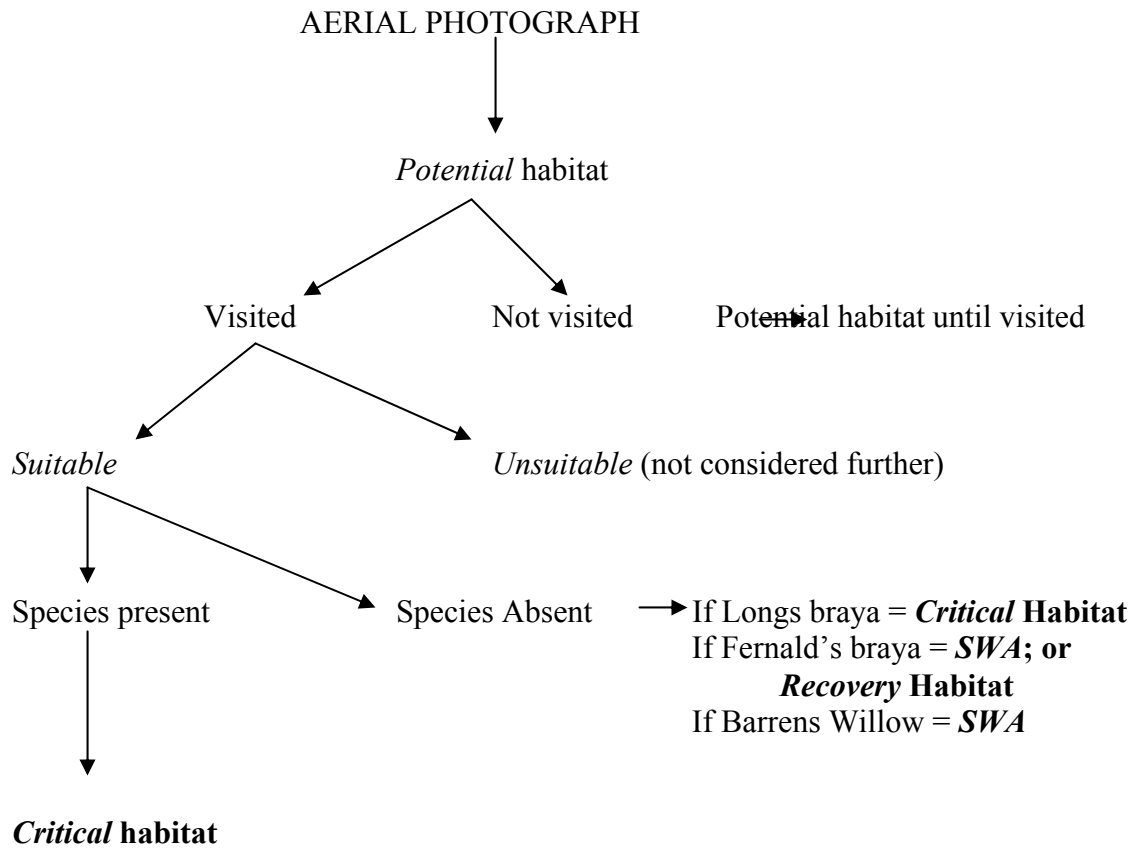 AERIAL PHOTOGRAPH
Potential habitat
Visited
Not visited
Potential habitat until visited
Suitable
Unsuitable (not considered further)
Species present
Species Absent
If Longs braya = Critical Habitat
If Fernald’s braya = SWA; or
Recovery Habitat
If Barrens Willow = SWA
Critical habitat